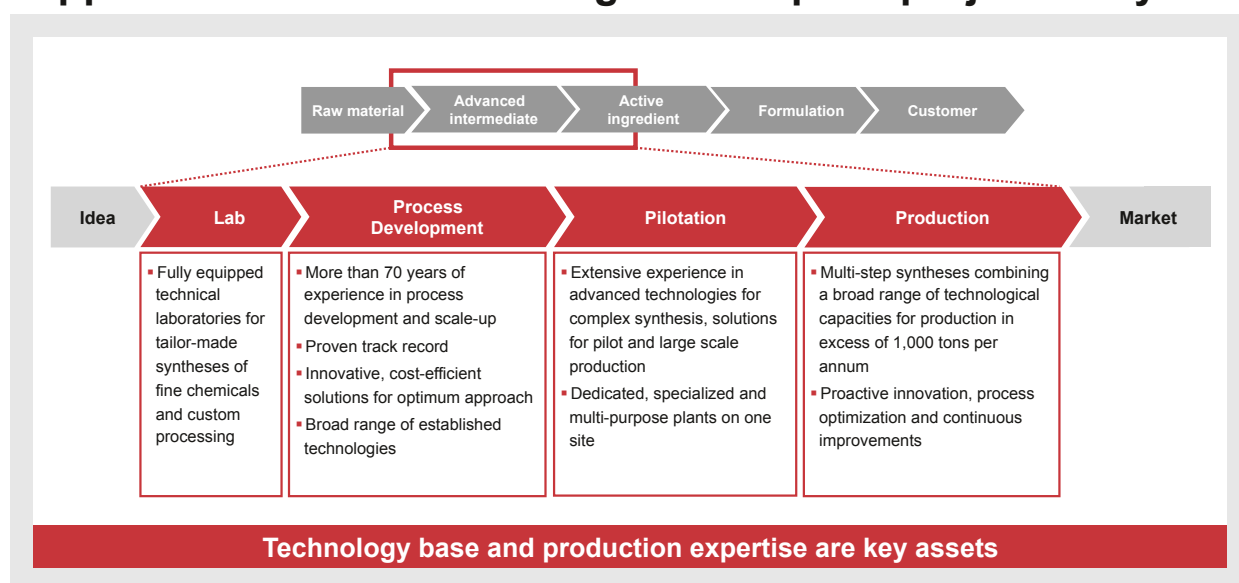 Raw material
Advanced
intermediate
Active
ingredient
Formulation
Customer
Idea
Lab
Process
Development
Pilotation
Production
Market
▪ Fully equipped
technical
laboratories for
tailor-made
syntheses of
fine chemicals
and custom
processing
▪ More than 70 years of
experience in process
development and scale-up
▪ Proven track record
▪ Innovative, cost-efficient
solutions for optimum approach
▪ Broad range of established
technologies
▪ Extensive experience in
advanced technologies for
complex synthesis, solutions
for pilot and large scale
production
▪ Dedicated, specialized and
multi-purpose plants on one
site
▪ Multi-step syntheses combining
a broad range of technological
capacities for production in
excess of 1,000 tons per
annum
▪ Proactive innovation, process
optimization and continuous
improvements
Technology base and production expertise are key assets